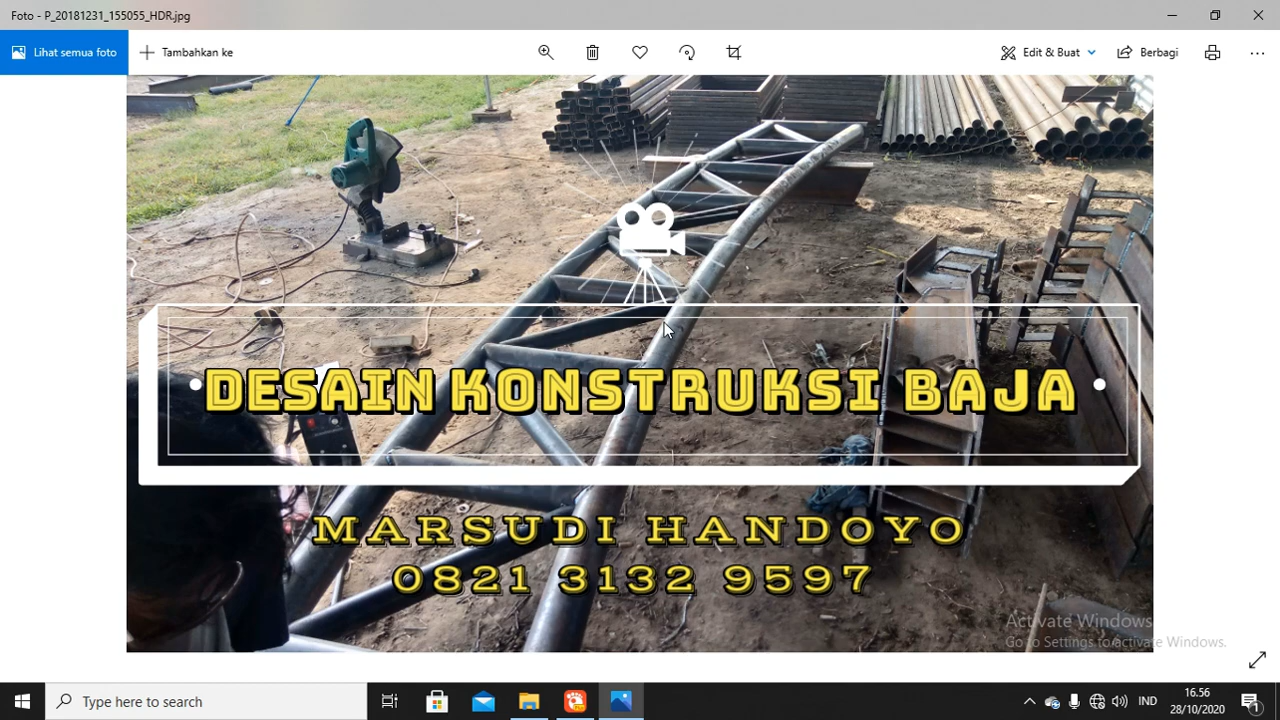 Foto - P_20181231_155055_HDR.jpg
Lihat semua foto
Tambahkan ke
Edit & Buat
Berbagi
DESAIN KONSTRUKSI BAJA
MARSUDI HANDOYO
0821 3132 9597
Activate Windows
Go to Settings to activate Windows.
Type here to search
IND
16.56
28/10/2020
1